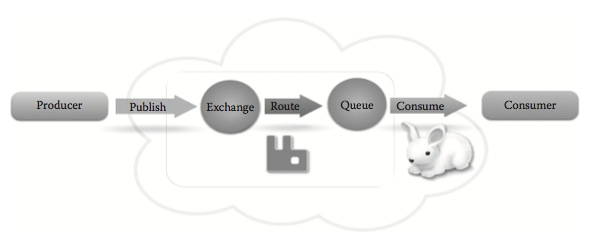 Producer
Publish
Exchange
Route
Queue
Consume
Consumer